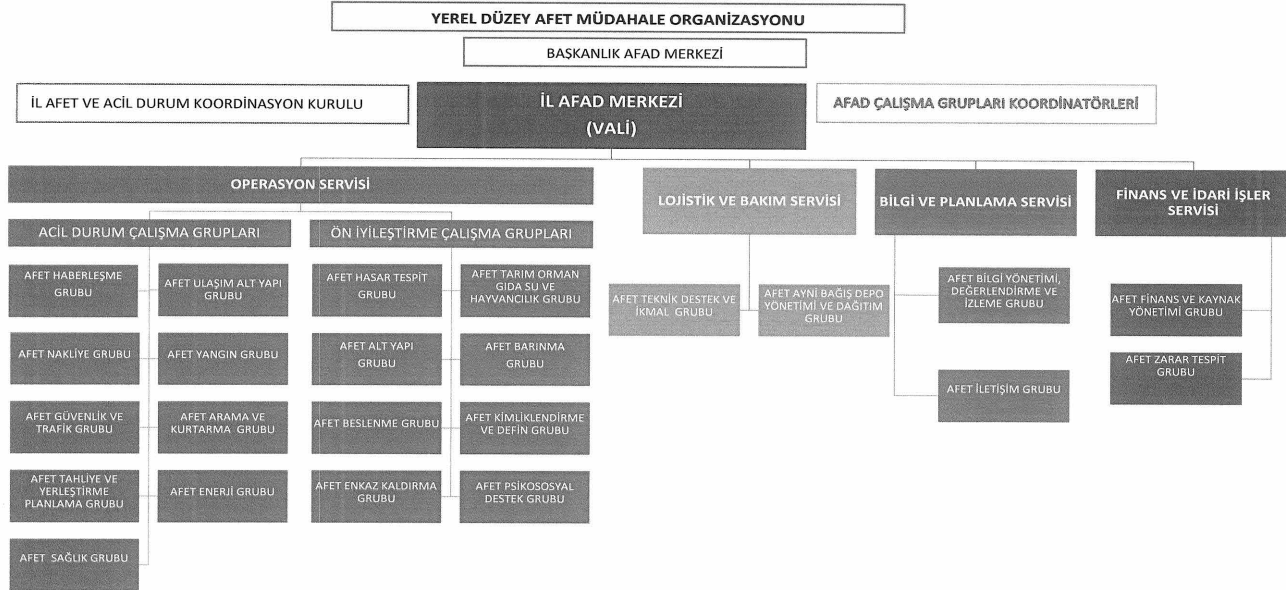 YEREL DÜZEY AFET MÜDAHALE ORGANİZASYONU
BAŞKANLIK AFAD MERKEZİ
İL AFET VE ACİL DURUM KOORDİNASYON KURULU
İL AFAD MERKEZİ
(VALİ)
AFAD ÇALIŞMA GRUPLARI KOORDİNATÖRLERİ
OPERASYON SERVİSİ
ACİL DURUM ÇALIŞMA GRUPLARI
AFET HABERLEŞME
GRUBU
AFET ULAŞIM ALT YAPI
GRUBU
AFET NAKLİYE GRUBU
AFET YANGIN GRUBU
AFET GÜVENLİK VE
TRAFİK GRUBU
AFET ARAMA VE
KURTARMA GRUBU
AFET TAHLİYE VE
YERLEŞTİRME
PLANLAMA GRUBU
AFET ENERJİ GRUBU
AFET SAĞLIK GRUBU
ÖN İYİLEŞTİRME ÇALIŞMA GRUPLARI
AFET HASAR TESPİT
GRUBU
AFET TARIM ORMAN
GIDA SU VE
HAYVANCILIK GRUBU
AFET ALT YAPI
GRUBU
AFET BARINMA
GRUBU
AFET BESLENME GRUBU
AFET KİMLİKLENDİRME
VE DEFİN GRUBU
AFET ENKAZ KALDIRMA
GRUBU
AFET PSİKOSOSYAL
DESTEK GRUBU
LOJİSTİK VE BAKIM SERVİSİ
AFET TEKNİK DESTEK VE
İKMAL GRUBU
AFET AYNİ BAĞIŞ DEPO
YÖNETİMİ VE DAĞITIM
GRUBU
BİLGİ VE PLANLAMA SERVİSİ
AFET BİLGİ YÖNETİMİ,
DEĞERLENDİRME VE
İZLEME GRUBU
AFET İLETİŞİM GRUBU
FİNANS VE İDARİ İŞLER
SERVİSİ
AFET FİNANS VE KAYNAK
YÖNETİMİ GRUBU
AFET ZARAR TESPİT
GRUBU